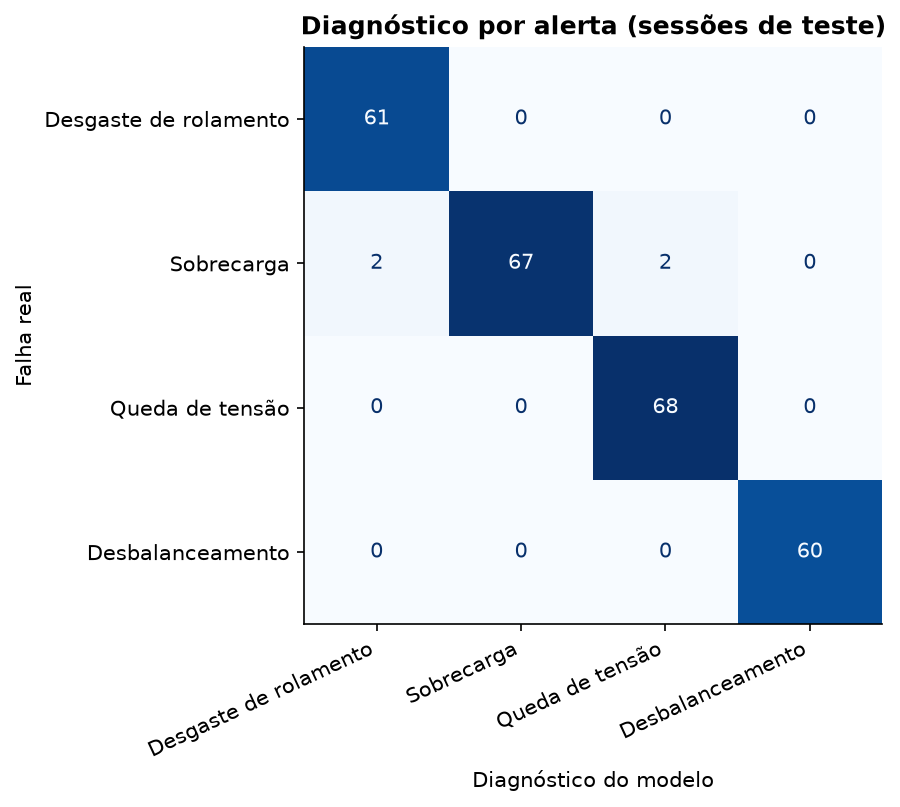 Diagnóstico por alerta (sessões de teste)
Falha real
Desgaste de rolamento 61 0 0 0
Sobrecarga 2 67 2 0
Queda de tensão 0 0 68 0
Desbalanceamento 0 0 0 60
Desgaste de rolamento
Sobrecarga
Queda de tensão
Desbalanceamento
Diagnóstico do modelo